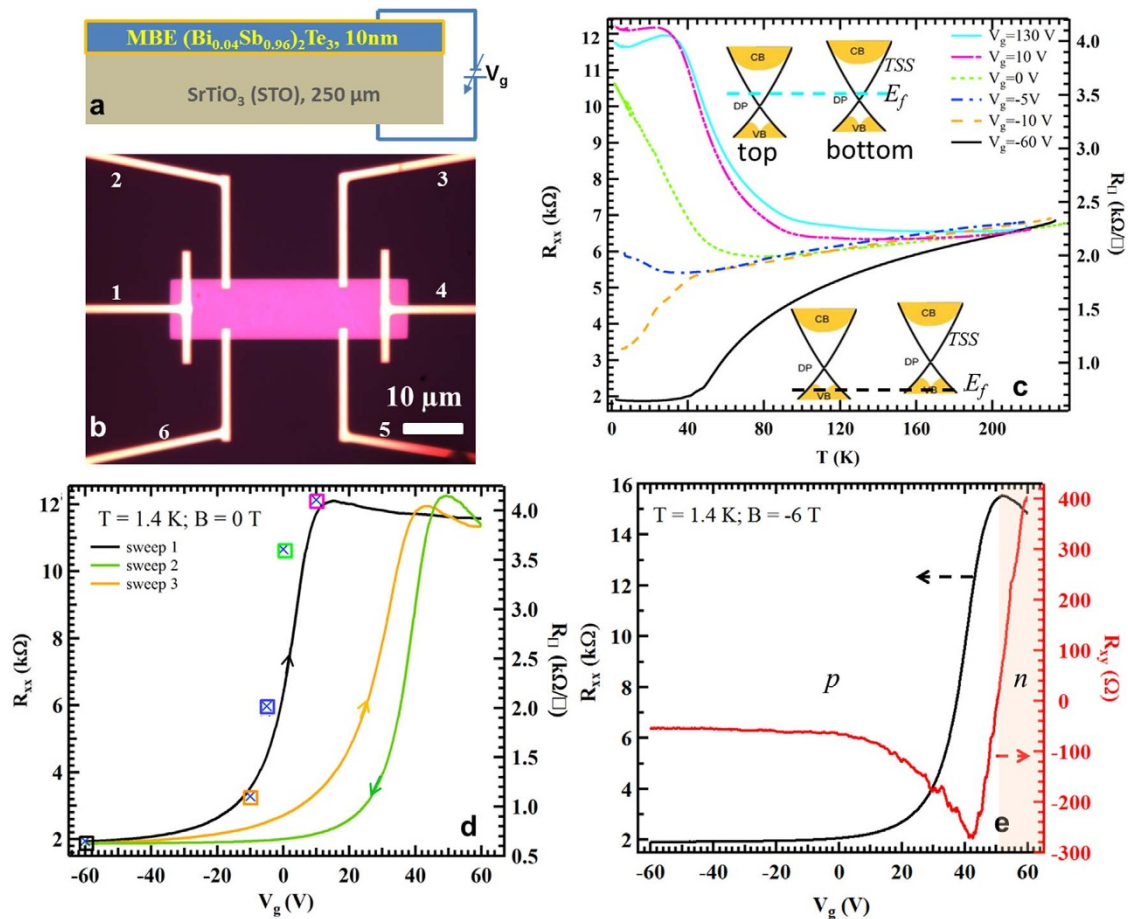 MBE (Bi0.04Sb0.96)2Te3, 10nm
SrTiO3 (STO), 250 µm
Vg
a
2
3
1
4
6
5
10 µm
b
12
11
10
9
8
7
6
5
4
3
2
Rxx (kΩ)
0
40
80
120
160
200
T (K)
4.0
3.5
3.0
2.5
2.0
1.5
1.0
R□ (kΩ/□)
Vg=130 V
Vg=10 V
Vg=0 V
Vg=-5V
Vg=-10 V
Vg=-60 V
CB
CB
TSS
DP
DP
Ef
VB
VB
top
bottom
CB
CB
TSS
DP
DP
VB
Ef
c
T = 1.4 K; B = 0 T
sweep 1
sweep 2
sweep 3
12
10
8
6
4
2
Rxx (kΩ)
-60
-40
-20
0
20
40
60
Vg (V)
4.0
3.5
3.0
2.5
2.0
1.5
1.0
0.5
R□ (kΩ/□)
d
T = 1.4 K; B = -6 T
16
14
12
10
8
6
4
2
Rxx (kΩ)
p
n
-60
-40
-20
0
20
40
60
Vg (V)
400
300
200
100
0
-100
-200
-300
Rxy (Ω)
e